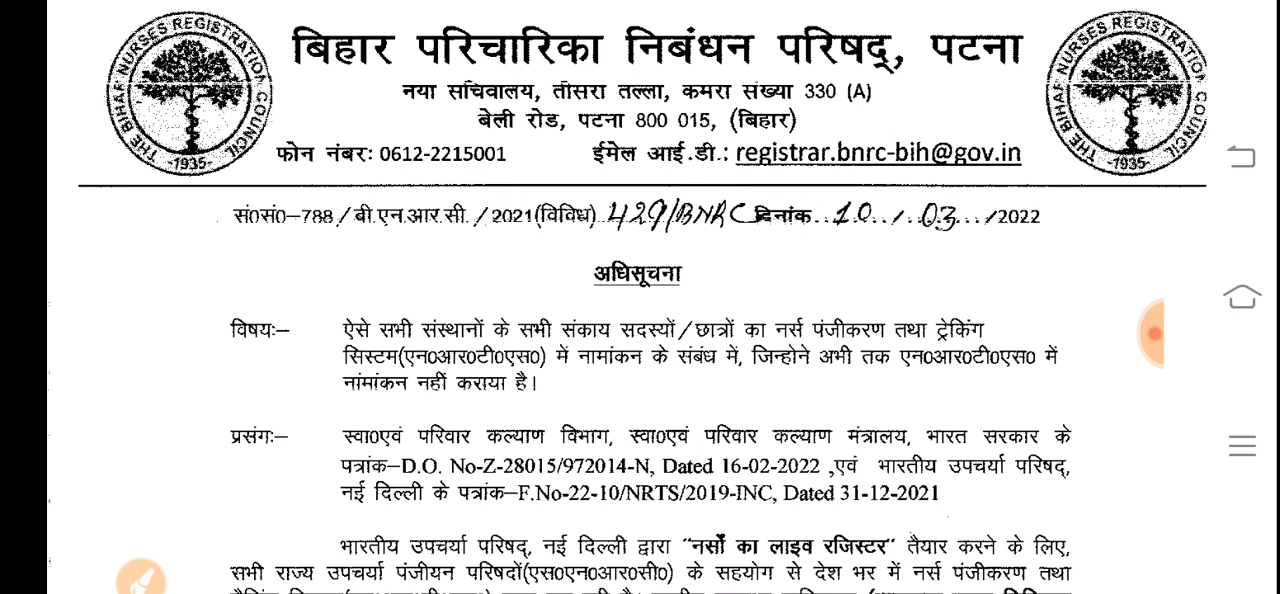 THE BIHAR NURSES REGISTRATION COUNCIL
-1935-
बिहार परिचारिका निबंधन परिषद्, पटना
नया सचिवालय, तीसरा तल्ला, कमरा संख्या 330 (A)
बेली रोड, पटना 800 015, (बिहार)
फोन नंबरः 0612-2215001 ईमेल आई.डी.: registrar.bnrc-bih@gov.in
THE BIHAR NURSES REGISTRATION COUNCIL
-1935-
सं0सं0-788/बी.एन.आर.सी./2021(विविध) 429/BNRC दिनांक..10../..03.../2022
अधिसूचना
विषयः— ऐसे सभी संस्थानों के सभी संकाय सदस्यों/छात्रों का नर्स पंजीकरण तथा ट्रेकिंग
सिस्टम(एन0आर0टी0एस0) में नामांकन के संबंध में, जिन्होने अभी तक एन0आर0टी0एस0 में
नांमांकन नहीं कराया है।
प्रसंगः— स्वा0एवं परिवार कल्याण विभाग, स्वा0एवं परिवार कल्याण मंत्रालय, भारत सरकार के
पत्रांक—D.O. No-Z-28015/972014-N, Dated 16-02-2022 ,एवं भारतीय उपचर्या परिषद्,
नई दिल्ली के पत्रांक—F.No-22-10/NRTS/2019-INC, Dated 31-12-2021
भारतीय उपचर्या परिषद्, नई दिल्ली द्वारा "नर्सों का लाइव रजिस्टर" तैयार करने के लिए,
सभी राज्य उपचर्या पंजीयन परिषदों(एस0एन0आर0सी0) के सहयोग से देश भर में नर्स पंजीकरण तथा